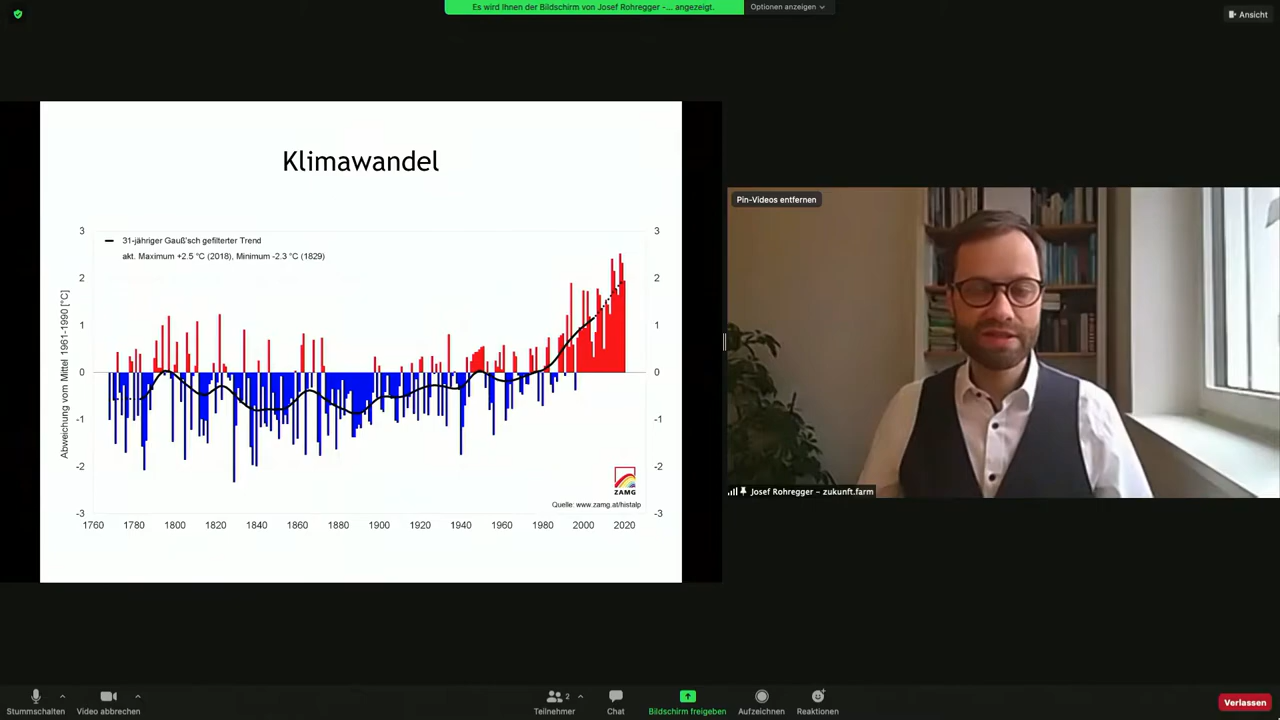 Es wird Ihnen der Bildschirm von Josef Rohregger -... angezeigt.
Optionen anzeigen
Ansicht
Klimawandel
Pin-Videos entfernen
31-jähriger Gauß'sch gefilterter Trend
akt. Maximum +2.5 °C (2018), Minimum -2.3 °C (1829)
Abweichung vom Mittel 1961-1990 [°C]
3
2
1
0
-1
-2
-3
3
2
1
0
-1
-2
-3
ZAMG
Quelle: www.zamg.at/histalp
1760 1780 1800 1820 1840 1860 1880 1900 1920 1940 1960 1980 2000 2020
Josef Rohregger – zukunft.farm
Stummschalten
Video abbrechen
2
Teilnehmer
Chat
Bildschirm freigeben
Aufzeichnen
Reaktionen
Verlassen